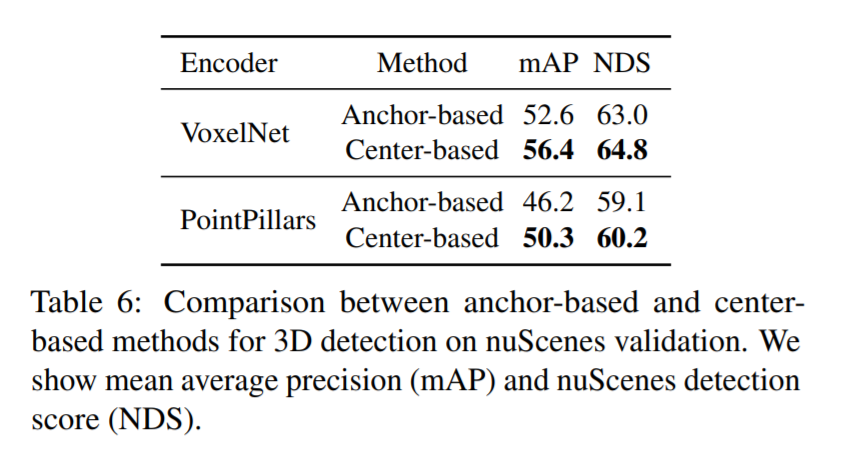 Encoder Method mAP NDS
VoxelNet
Anchor-based 52.6 63.0
Center-based 56.4 64.8
PointPillars
Anchor-based 46.2 59.1
Center-based 50.3 60.2
Table 6: Comparison between anchor-based and center-
based methods for 3D detection on nuScenes validation. We
show mean average precision (mAP) and nuScenes detection
score (NDS).